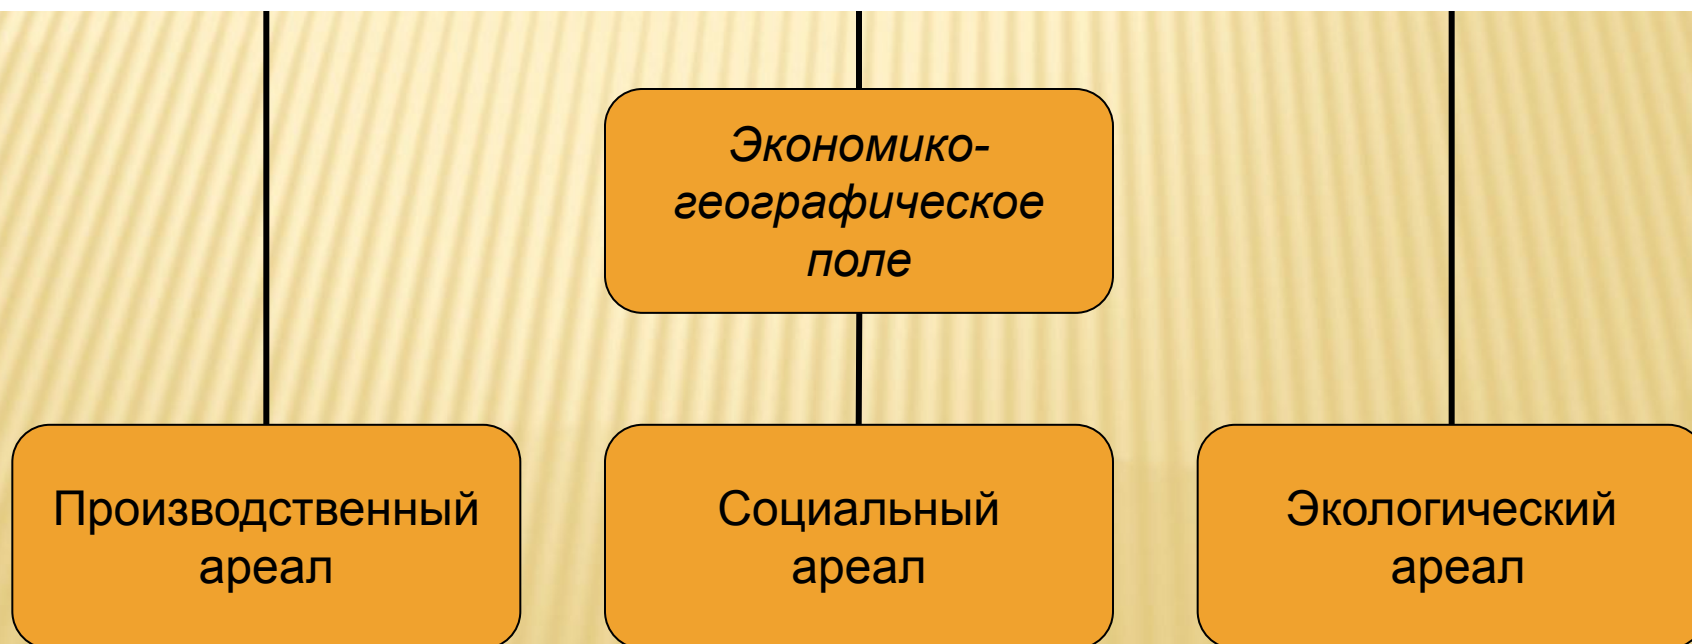 Экономико-
географическое
поле
Производственный
ареал
Социальный
ареал
Экологический
ареал